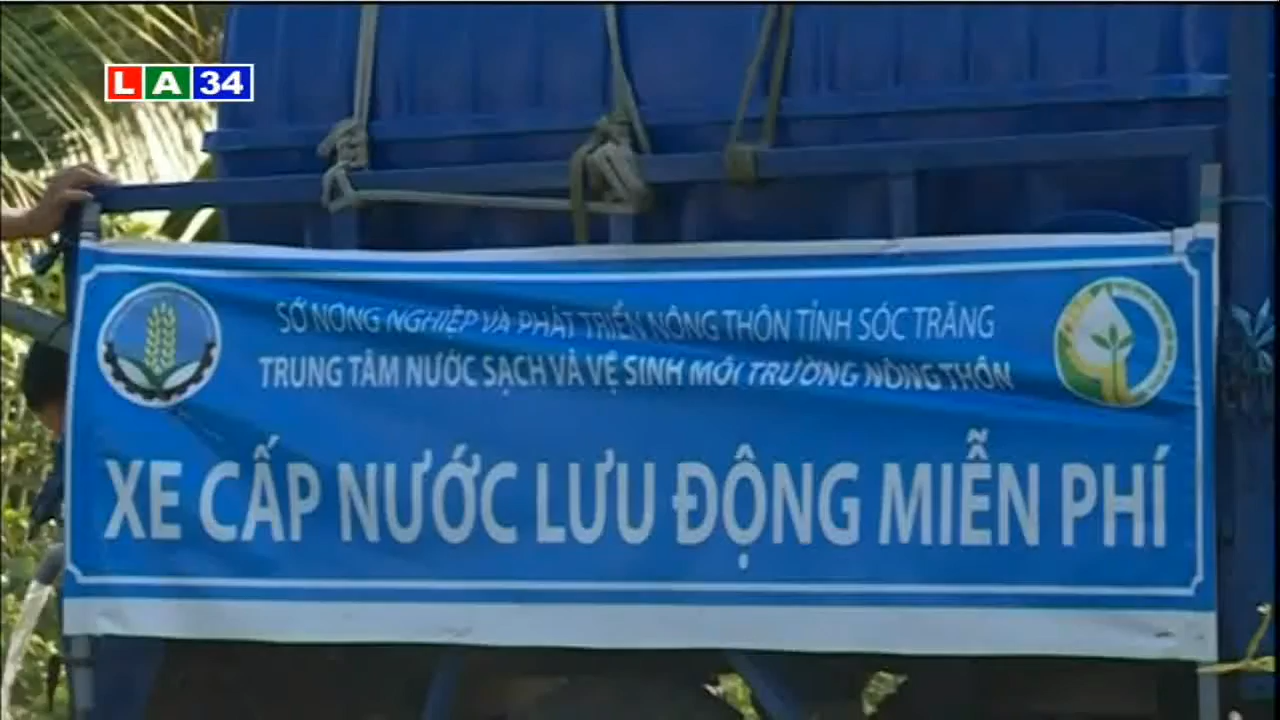 LA34
SỞ NÔNG NGHIỆP VÀ PHÁT TRIỂN NÔNG THÔN TỈNH SÓC TRĂNG
TRUNG TÂM NƯỚC SẠCH VÀ VỆ SINH MÔI TRƯỜNG NÔNG THÔN
XE CẤP NƯỚC LƯU ĐỘNG MIỄN PHÍ